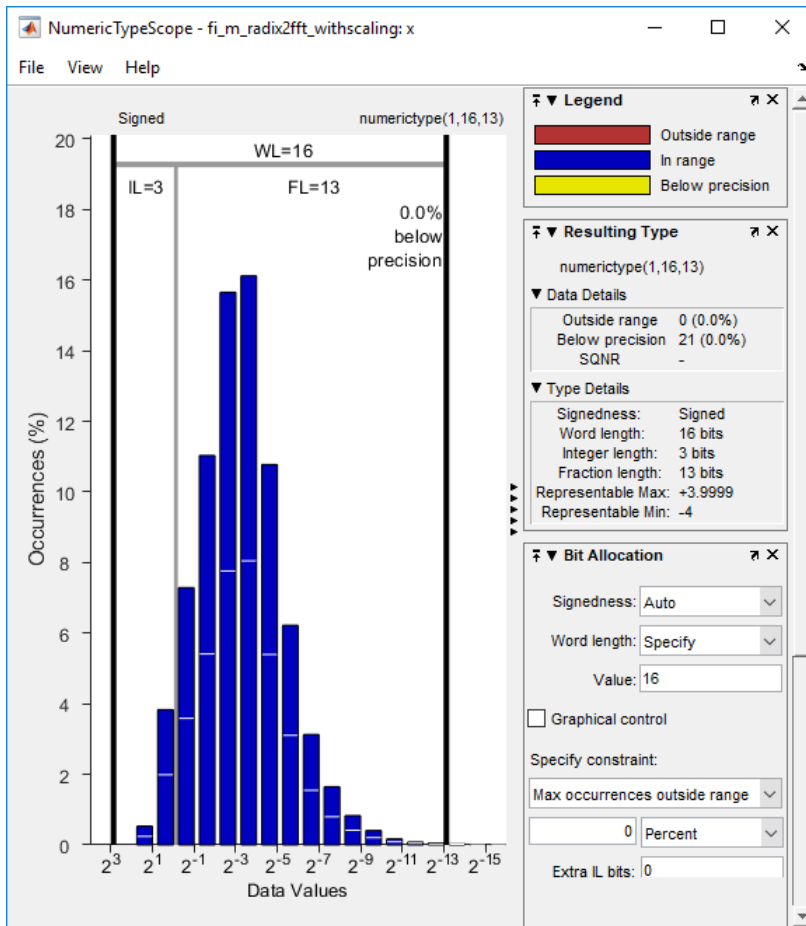 NumericTypeScope - fi_m_radix2fft_withscaling: x
File View Help
Signed numerictype(1,16,13)
WL=16
IL=3 FL=13
0.0%
below
precision
20
18
16
14
12
10
8
6
4
2
0
Occurrences (%)
2^3 2^1 2^-1 2^-3 2^-5 2^-7 2^-9 2^-11 2^-13 2^-15
Data Values
Legend
Outside range
In range
Below precision
Resulting Type
numerictype(1,16,13)
Data Details
Outside range 0 (0.0%)
Below precision 21 (0.0%)
SQNR -
Type Details
Signedness: Signed
Word length: 16 bits
Integer length: 3 bits
Fraction length: 13 bits
Representable Max: +3.9999
Representable Min: -4
Bit Allocation
Signedness: Auto
Word length: Specify
Value: 16
Graphical control
Specify constraint:
Max occurrences outside range
0 Percent
Extra IL bits: 0